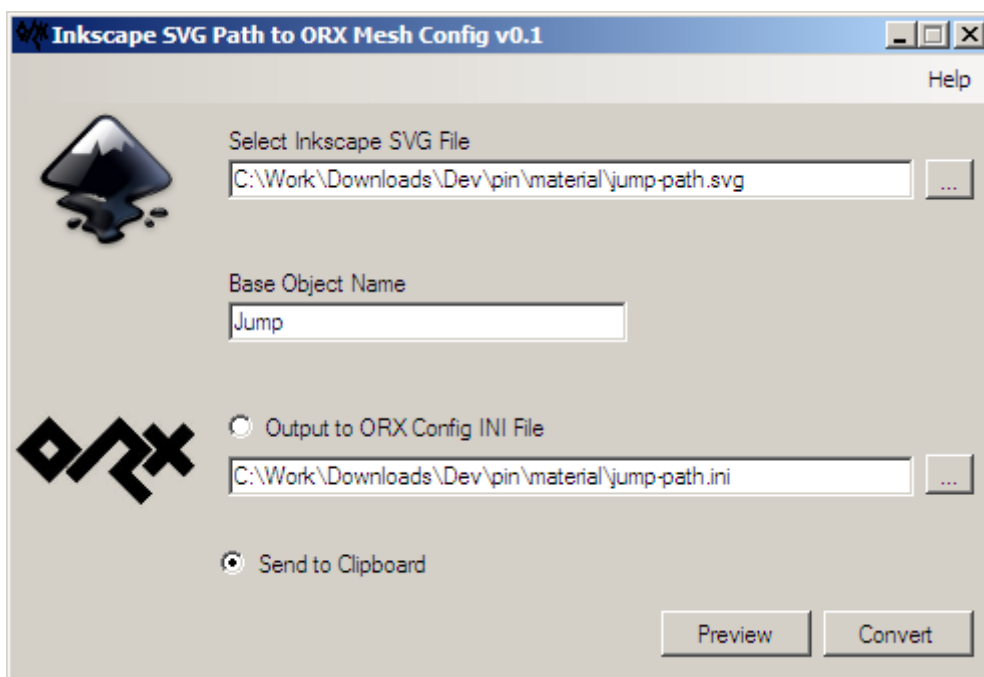 Inkscape SVG Path to ORX Mesh Config v0.1
Help
Select Inkscape SVG File
C:\Work\Downloads\Dev\pin\material\jump-path.svg
...
Base Object Name
Jump
orx
Output to ORX Config INI File
C:\Work\Downloads\Dev\pin\material\jump-path.ini
...
Send to Clipboard
Preview Convert